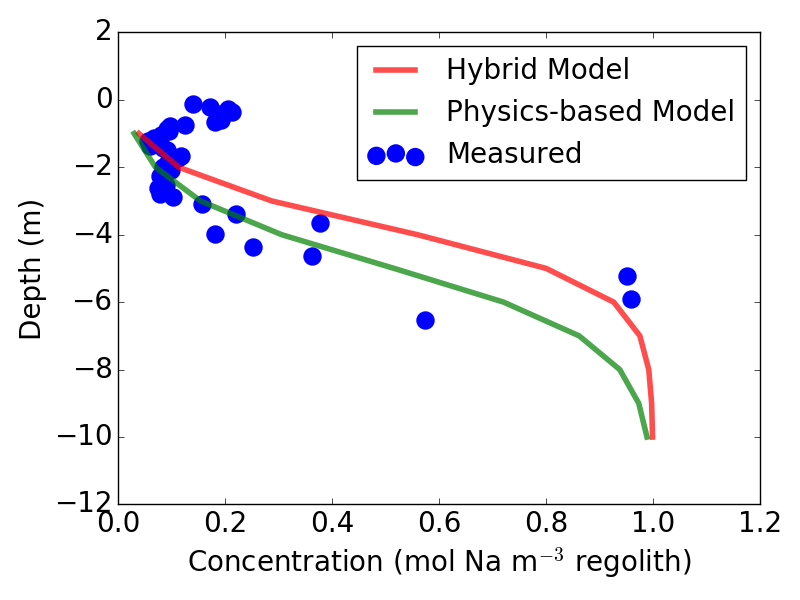 2
0
−2
−4
−6
−8
−10
−12
0.0 0.2 0.4 0.6 0.8 1.0 1.2
Depth (m)
Concentration (mol Na m⁻³ regolith)
Hybrid Model
Physics-based Model
Measured